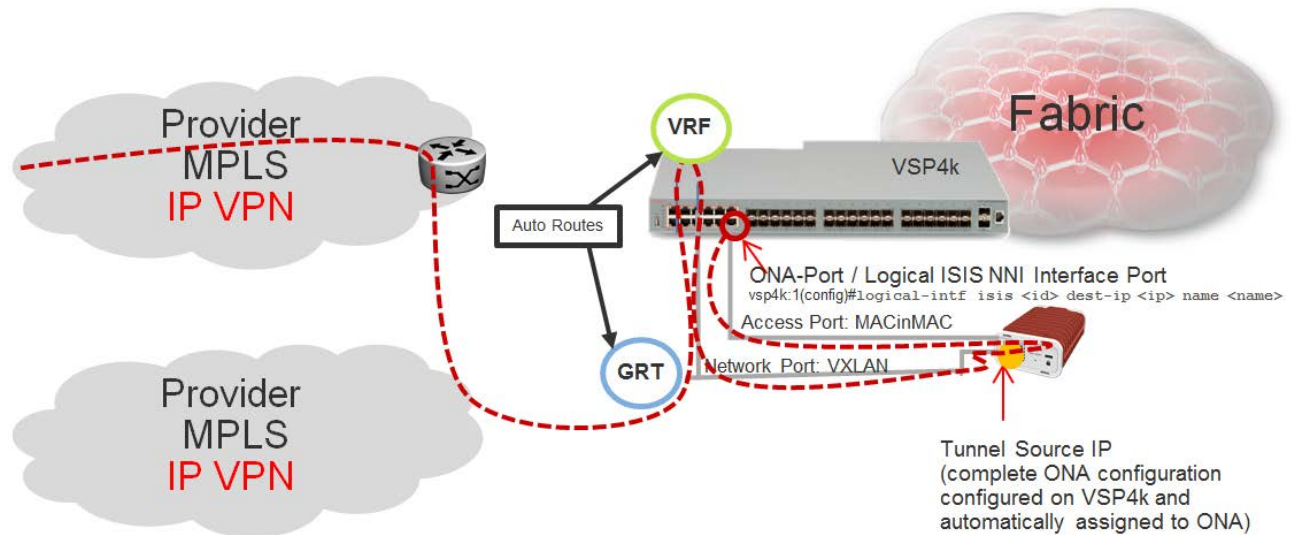 Provider
MPLS
IP VPN
VRF
Fabric
VSP4k
Auto Routes
ONA-Port / Logical ISIS NNI Interface Port
vsp4k:1(config)#logical-intf isis <id> dest-ip <ip> name <name>
Access Port: MACinMAC
GRT
Network Port: VXLAN
Provider
MPLS
IP VPN
Tunnel Source IP
(complete ONA configuration
configured on VSP4k and
automatically assigned to ONA)